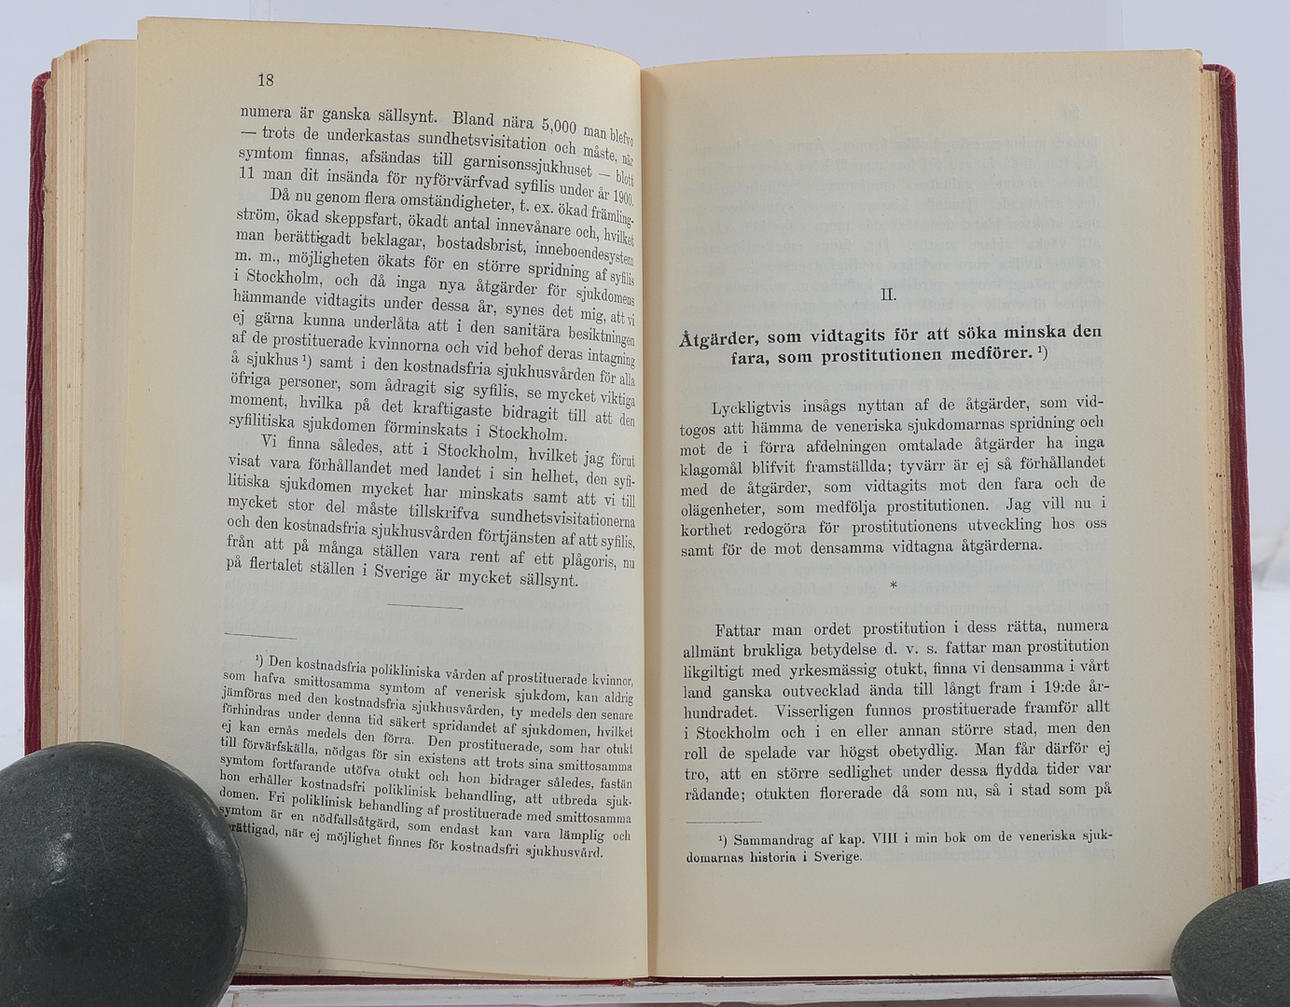 18
numera är ganska sällsynt. Bland nära 5,000 man blefvo
— trots de underkastas sundhetsvisitation och måste, när
symtom finnas, afsändas till garnisonssjukhuset — blott
11 man dit insända för nyförvärfvad syfilis under år 1900.
Då nu genom flera omständigheter, t. ex. ökad främling-
ström, ökad skeppsfart, ökadt antal innevånare och, hvilket
man berättigadt beklagar, bostadsbrist, inneboendesystem
m. m., möjligheten ökats för en större spridning af syfilis
i Stockholm, och då inga nya åtgärder för sjukdomens
hämmande vidtagits under dessa år, synes det mig, att vi
ej gärna kunna underlåta att i den sanitära besiktningen
af de prostituerade kvinnorna och vid behof deras intagning
å sjukhus ¹) samt i den kostnadsfria sjukhusvården för alla
öfriga personer, som ådragit sig syfilis, se mycket viktiga
moment, hvilka på det kraftigaste bidragit till att den
syfilitiska sjukdomen förminskats i Stockholm.
Vi finna således, att i Stockholm, hvilket jag förut
visat vara förhållandet med landet i sin helhet, den syfi-
litiska sjukdomen mycket har minskats samt att vi till
mycket stor del måste tillskrifva sundhetsvisitationerna
och den kostnadsfria sjukhusvården förtjänsten af att syfilis,
från att på många ställen vara rent af ett plågoris, nu
på flertalet ställen i Sverige är mycket sällsynt.
¹) Den kostnadsfria polikliniska vården af prostituerade kvinnor,
som hafva smittosamma symtom af venerisk sjukdom, kan aldrig
jämföras med den kostnadsfria sjukhusvården, ty medels den senare
förhindras under denna tid säkert spridandet af sjukdomen, hvilket
ej kan ernås medels den förra. Den prostituerade, som har otukt
till förvärfskälla, nödgas för sin existens att trots sina smittosamma
symtom fortfarande utöfva otukt och hon bidrager således, fastän
hon erhåller kostnadsfri poliklinisk behandling, att utbreda sjuk-
domen. Fri poliklinisk behandling af prostituerade med smittosamma
symtom är en nödfallsåtgärd, som endast kan vara lämplig och
berättigad, när ej möjlighet finnes för kostnadsfri sjukhusvård.
II.
Åtgärder, som vidtagits för att söka minska den
fara, som prostitutionen medförer. ¹)
Lyckligtvis insågs nyttan af de åtgärder, som vid-
togos att hämma de veneriska sjukdomarnas spridning och
mot de i förra afdelningen omtalade åtgärder ha inga
klagomål blifvit framställda; tyvärr är ej så förhållandet
med de åtgärder, som vidtagits mot den fara och de
olägenheter, som medfölja prostitutionen. Jag vill nu i
korthet redogöra för prostitutionens utveckling hos oss
samt för de mot densamma vidtagna åtgärderna.
*
Fattar man ordet prostitution i dess rätta, numera
allmänt brukliga betydelse d. v. s. fattar man prostitution
likgiltigt med yrkesmässig otukt, finna vi densamma i vårt
land ganska outvecklad ända till långt fram i 19:de år-
hundradet. Visserligen funnos prostituerade framför allt
i Stockholm och i en eller annan större stad, men den
roll de spelade var högst obetydlig. Man får därför ej
tro, att en större sedlighet under dessa flydda tider var
rådande; otukten florerade då som nu, så i stad som på
¹) Sammandrag af kap. VIII i min bok om de veneriska sjuk-
domarnas historia i Sverige.